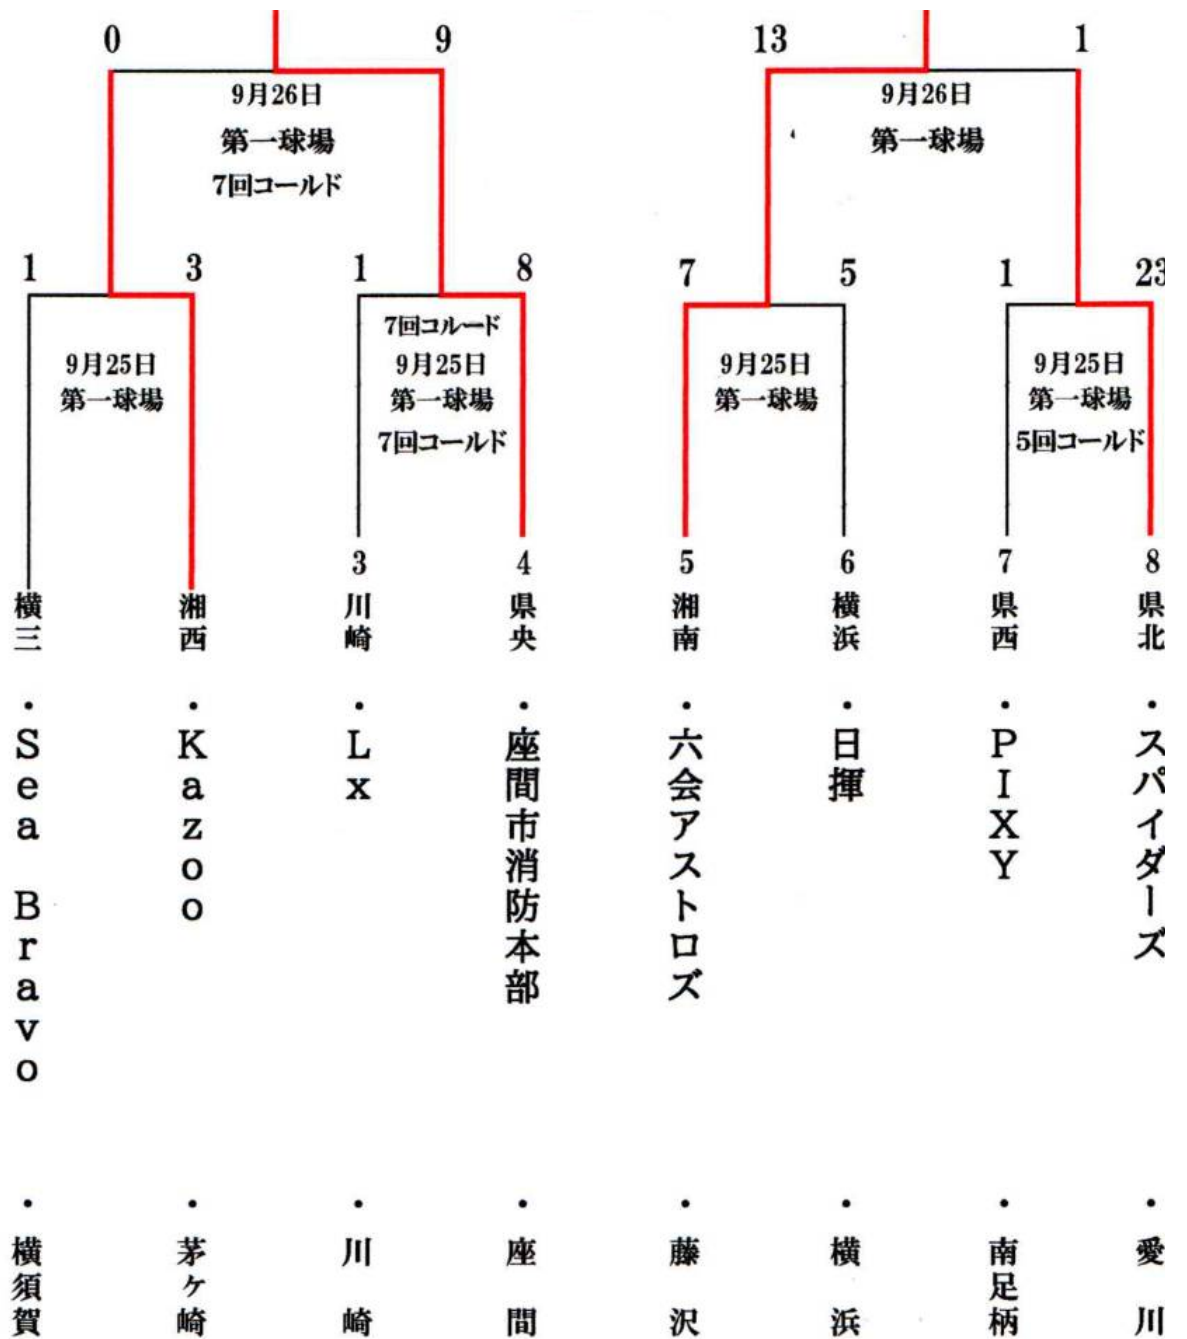 0
9
13
1
9月26日
第一球場
7回コールド
9月26日
第一球場
1
3
1
8
7
5
1
23
9月25日
第一球場
7回コルード
9月25日
第一球場
7回コールド
9月25日
第一球場
9月25日
第一球場
5回コールド
横三・Sea Bravo・横須賀
湘西・Kazoo・茅ケ崎
3川崎・Lx・川崎
4県央・座間市消防本部・座間
5湘南・六会アストロズ・藤沢
6横浜・日揮・横浜
7県西・PIXY・南足柄
8県北・スパイダーズ・愛川